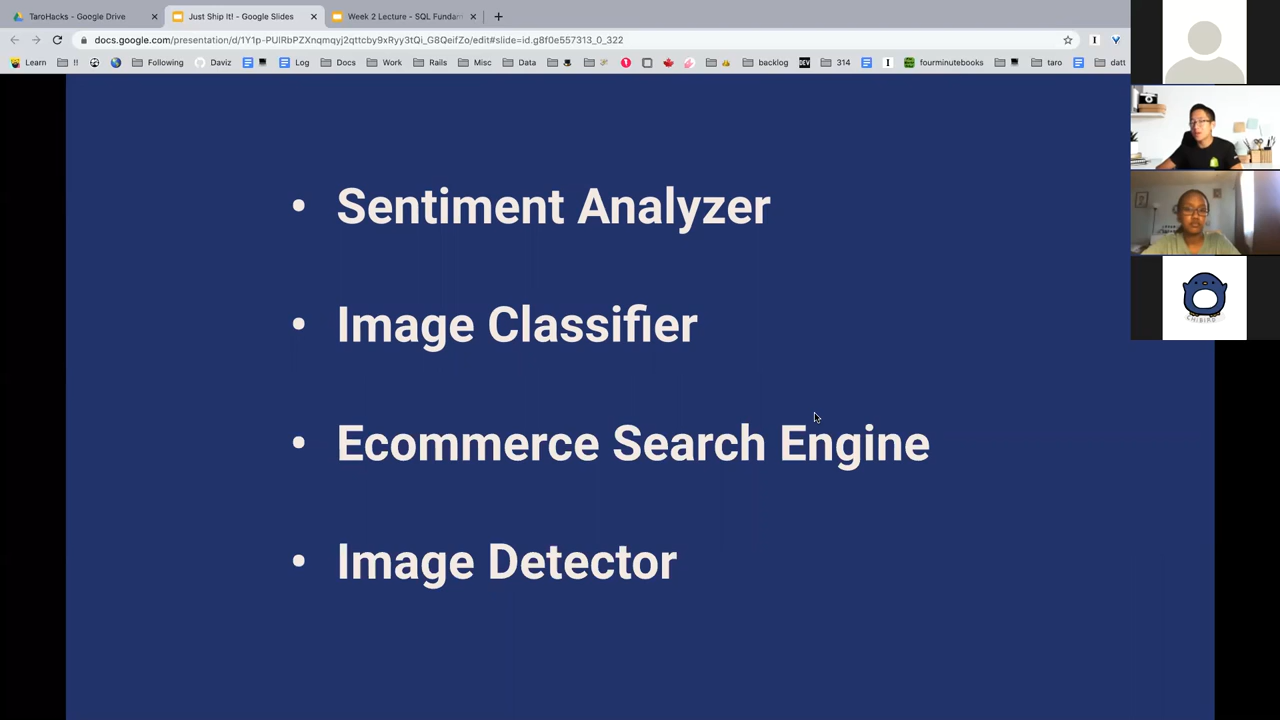 TaroHacks - Google Drive
Just Ship It! - Google Slides
Week 2 Lecture - SQL Fundam
docs.google.com/presentation/d/1Y1p-PUlRbPZXnqmqyj2qttcby9xRyy3tQi_G8QeifZo/edit#slide=id.g8f0e557313_0_322
Learn !! Following Daviz Log Docs Work Rails Misc Data DEV backlog 314 fourminutebooks taro datt
Sentiment Analyzer
Image Classifier
Ecommerce Search Engine
Image Detector